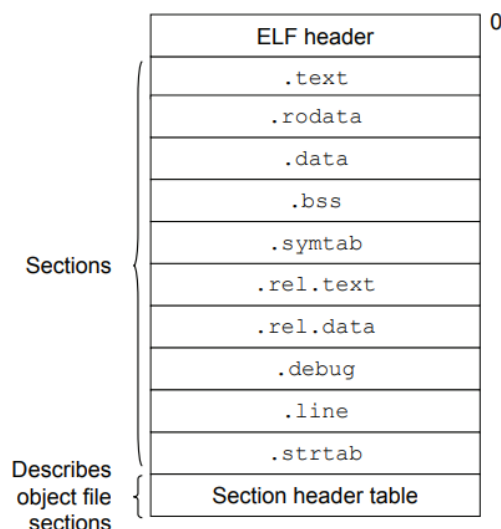 0
ELF header
.text
.rodata
.data
.bss
.symtab
Sections
.rel.text
.rel.data
.debug
.line
.strtab
Describes
object file
sections
Section header table